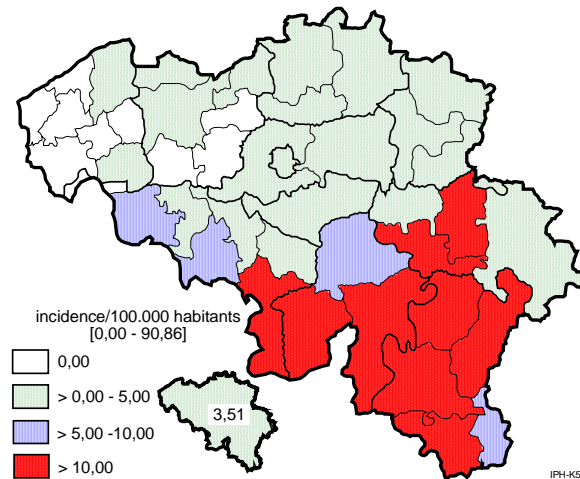 incidence/100.000 habitants
[0,00 - 90,86]
0,00
> 0,00 - 5,00
> 5,00 -10,00
> 10,00
3,51
IPH-K5